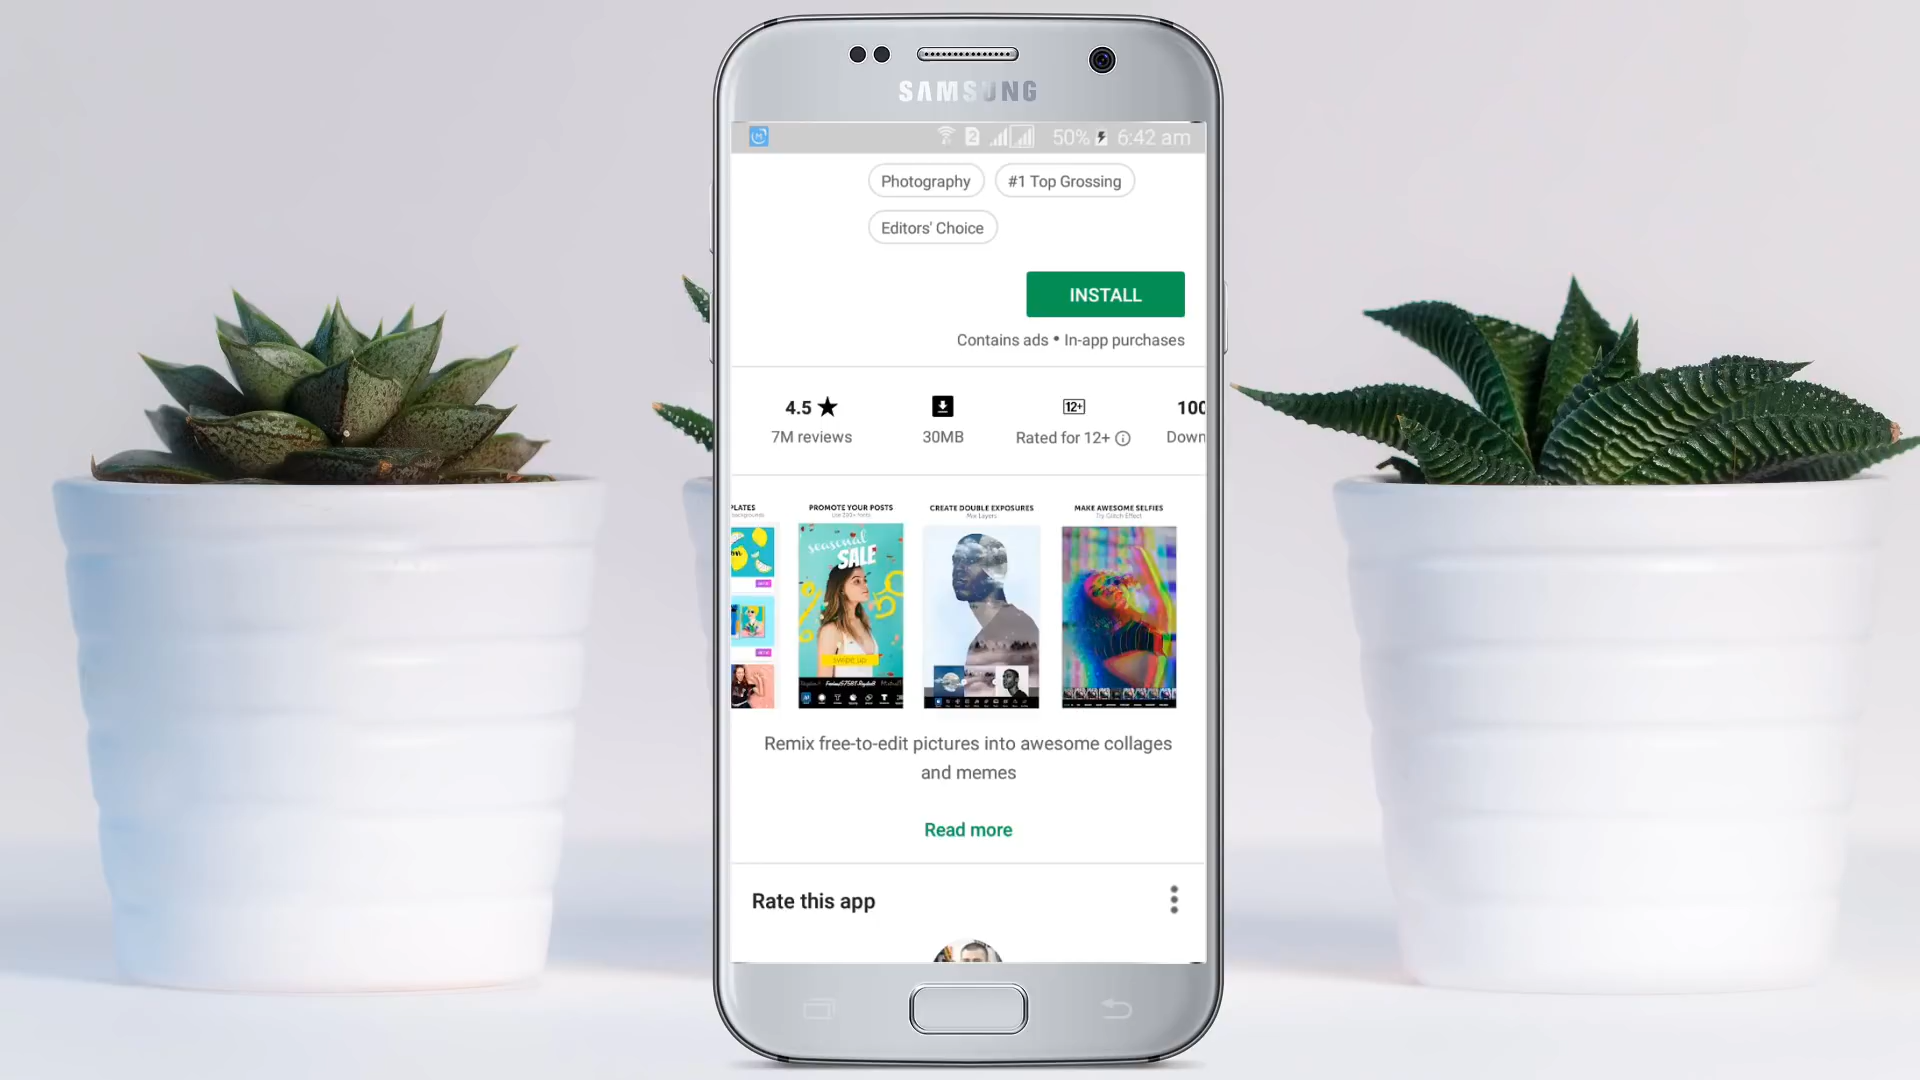 SAMSUNG
2 50% 6:42 am
Photography #1 Top Grossing
Editors' Choice
INSTALL
Contains ads • In-app purchases
4.5 12+ 100
7M reviews 30MB Rated for 12+ Down
PLATES PROMOTE YOUR POSTS CREATE DOUBLE EXPOSURES MAKE AWESOME SELFIES
backgrounds Use 200+ Fonts Mix Layers Try Glitch Effect
seasonal
SALE
Remix free-to-edit pictures into awesome collages
and memes
Read more
Rate this app